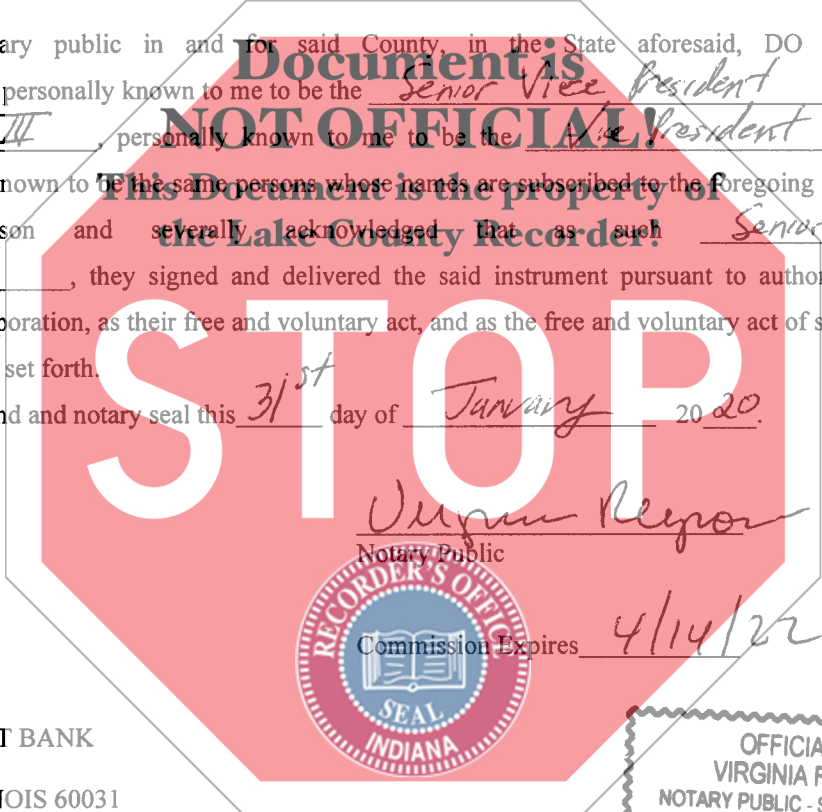 ary public in and for said County, in the State aforesaid, DO
Document is
personally known to me to be the Senior Vice President
NOT OFFICIAL!
III, personally known to me to be the Vice President
This Document is the property of
nown to be the same persons whose names are subscribed to the foregoing
the Lake County Recorder!
son and severally acknowledged that as such Senior
, they signed and delivered the said instrument pursuant to author
poration, as their free and voluntary act, and as the free and voluntary act of s
set forth.
STOP
nd and notary seal this 31st day of January 2020.
Notary Public
RECORDER'S OFFICE
Commission Expires 4/14/22
SEAL
INDIANA
T BANK
OFFICIA
VIRGINIA R
NOTARY PUBLIC - S
NOIS 60031